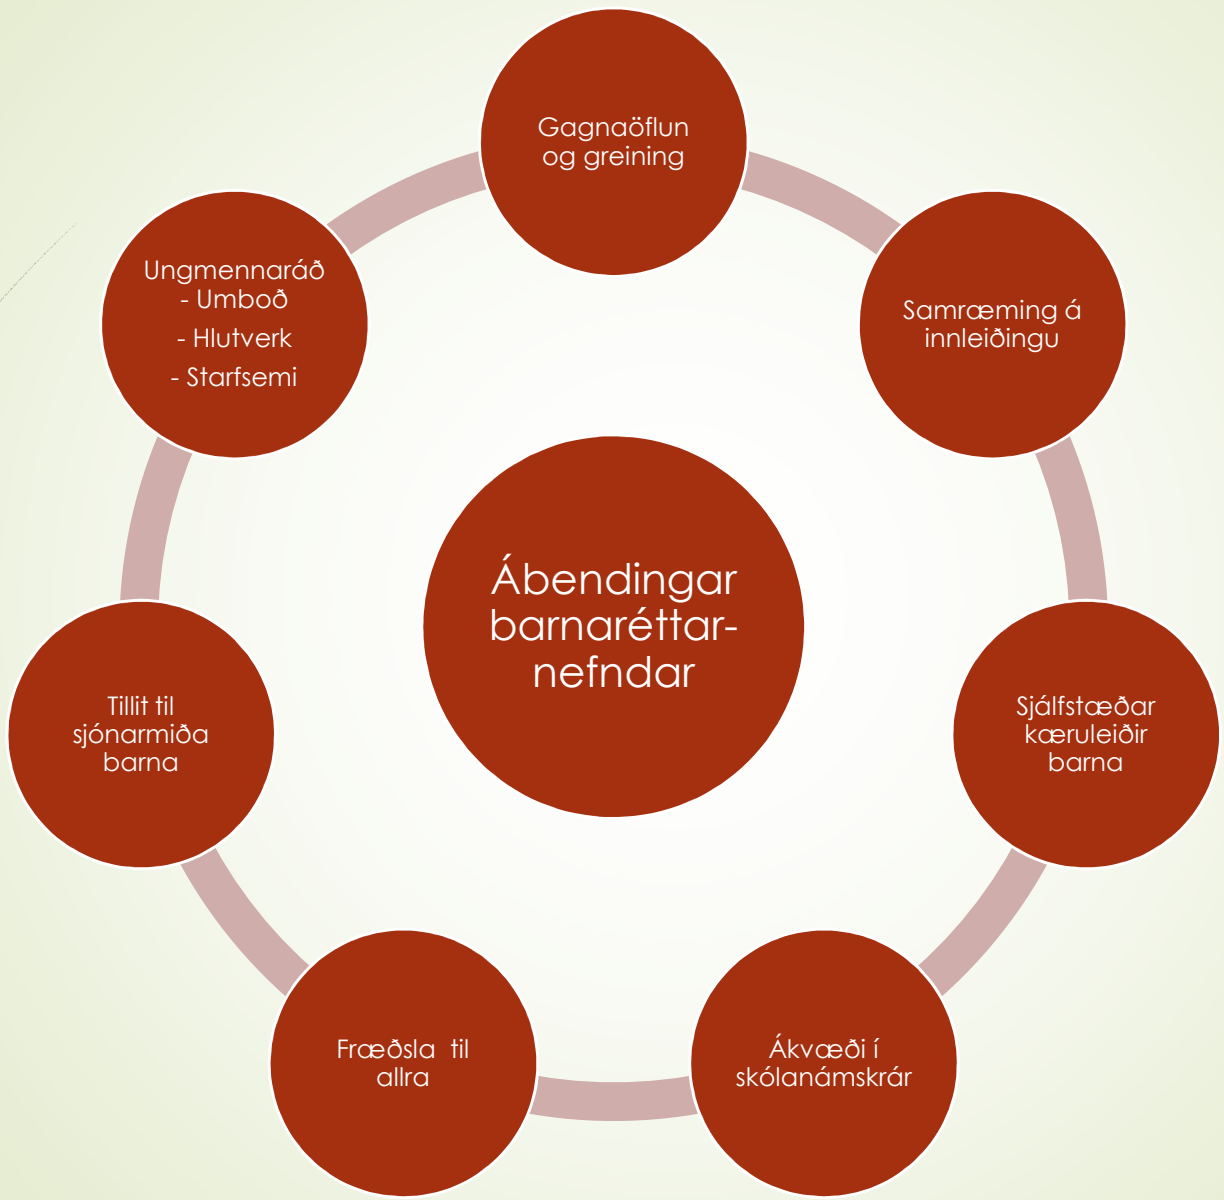 Gagnaöflun
og greining
Samræming á
innleiðingu
Sjálfstæðar
kæruleiðir
barna
Ákvæði í
skólanámskrár
Fræðsla til
allra
Tillit til
sjónarmiða
barna
Ungmennaráð
- Umboð
- Hlutverk
- Starfsemi
Ábendingar
barnaréttar-
nefndar